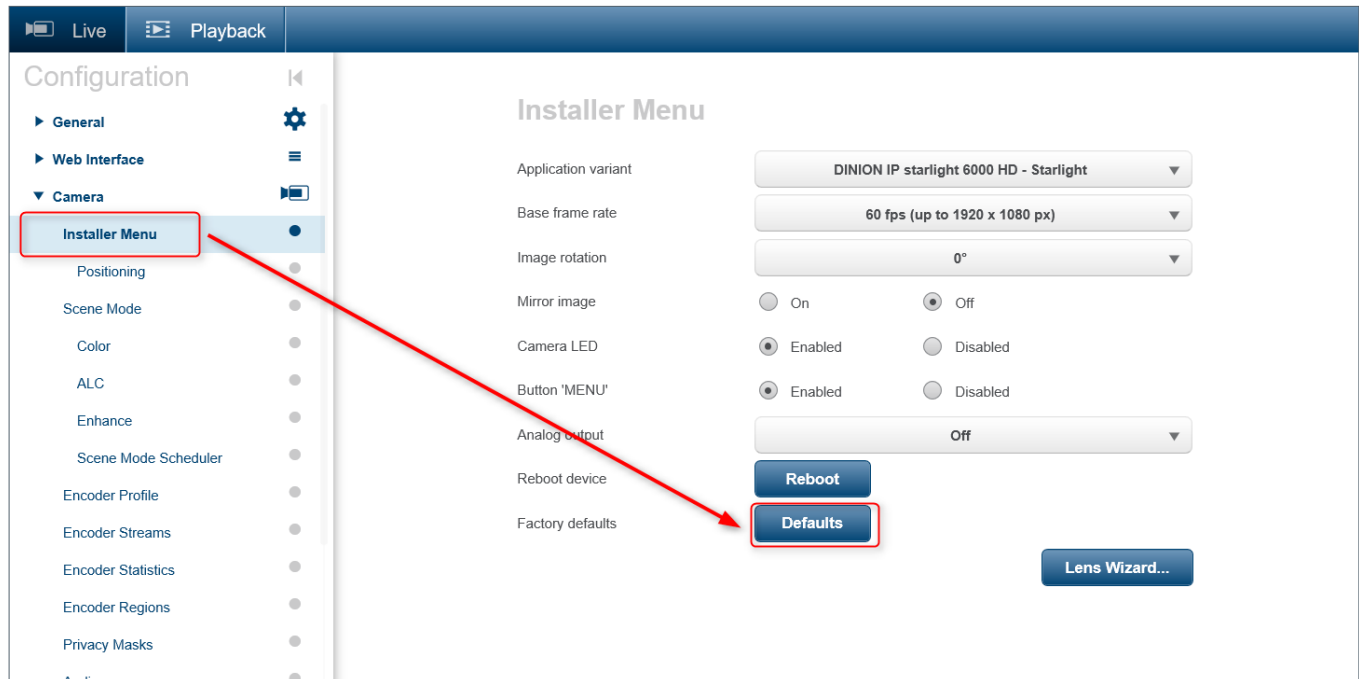 Live
Playback
Configuration
General
Web Interface
Camera
Installer Menu
Positioning
Scene Mode
Color
ALC
Enhance
Scene Mode Scheduler
Encoder Profile
Encoder Streams
Encoder Statistics
Encoder Regions
Privacy Masks
Installer Menu
Application variant DINION IP starlight 6000 HD - Starlight
Base frame rate 60 fps (up to 1920 x 1080 px)
Image rotation 0°
Mirror image On Off
Camera LED Enabled Disabled
Button 'MENU' Enabled Disabled
Analog output Off
Reboot device Reboot
Factory defaults Defaults
Lens Wizard...